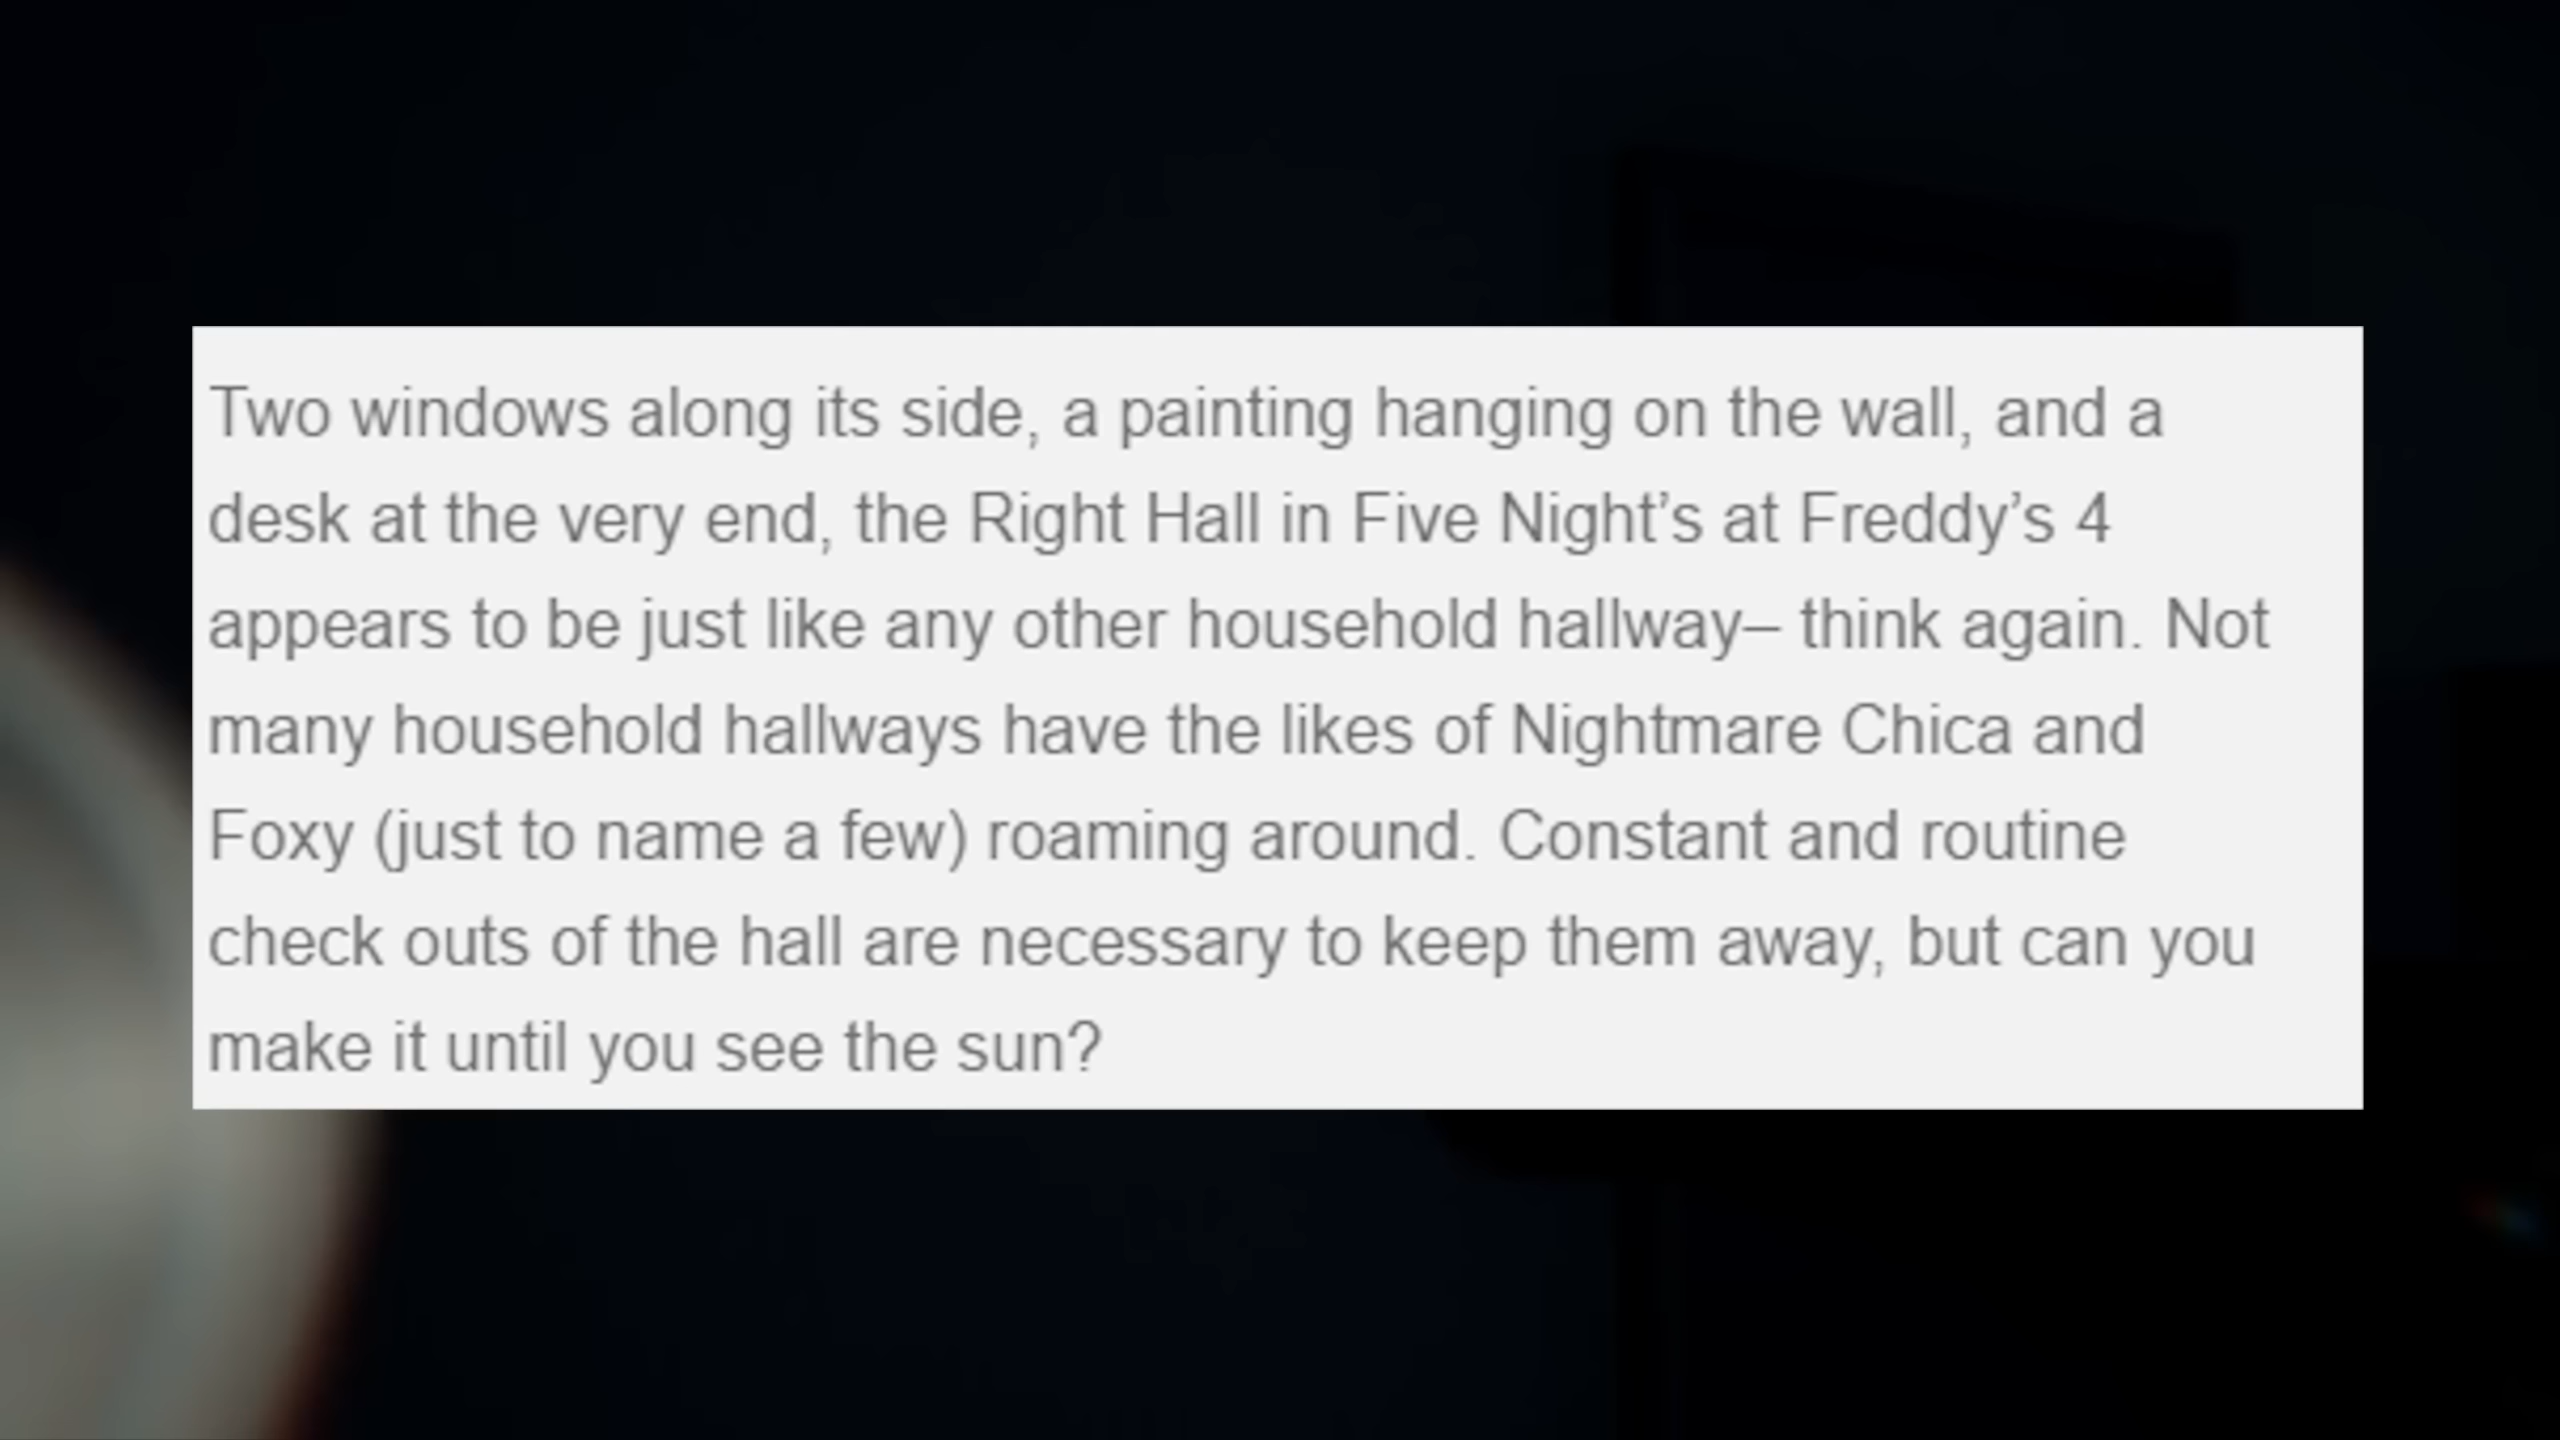 Two windows along its side, a painting hanging on the wall, and a
desk at the very end, the Right Hall in Five Night’s at Freddy’s 4
appears to be just like any other household hallway– think again. Not
many household hallways have the likes of Nightmare Chica and
Foxy (just to name a few) roaming around. Constant and routine
check outs of the hall are necessary to keep them away, but can you
make it until you see the sun?